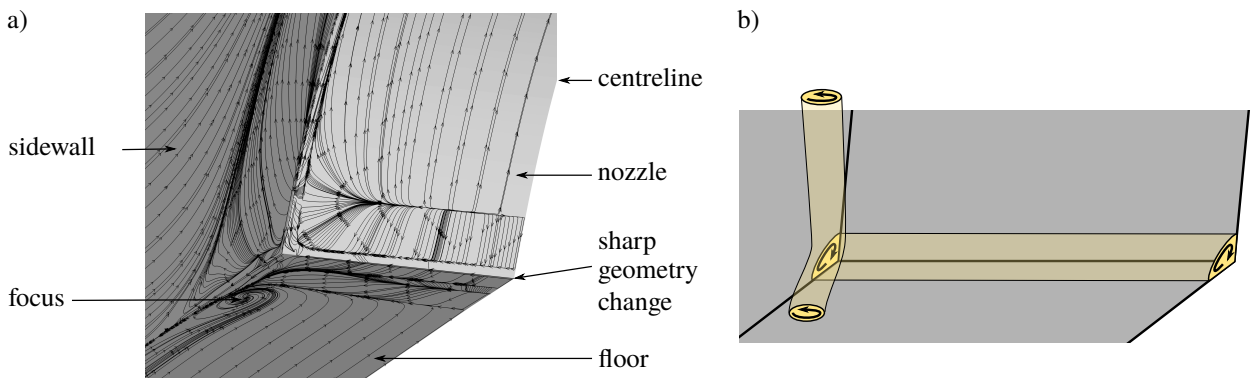 a)
b)
centreline
sidewall
nozzle
sharp
geometry
change
focus
floor